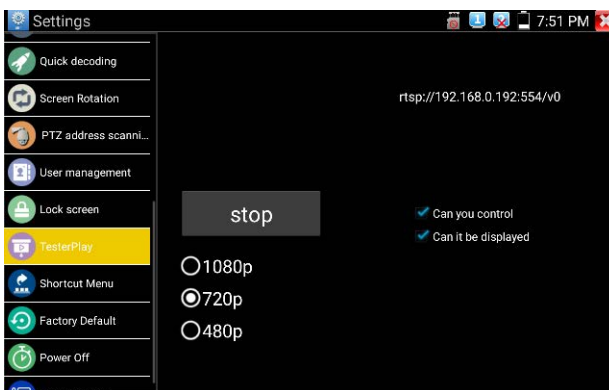 Settings
1
7:51 PM
Quick decoding
Screen Rotation
PTZ address scanni...
User management
Lock screen
TesterPlay
Shortcut Menu
Factory Default
Power Off
rtsp://192.168.0.192:554/v0
stop
Can you control
Can it be displayed
1080p
720p
480p